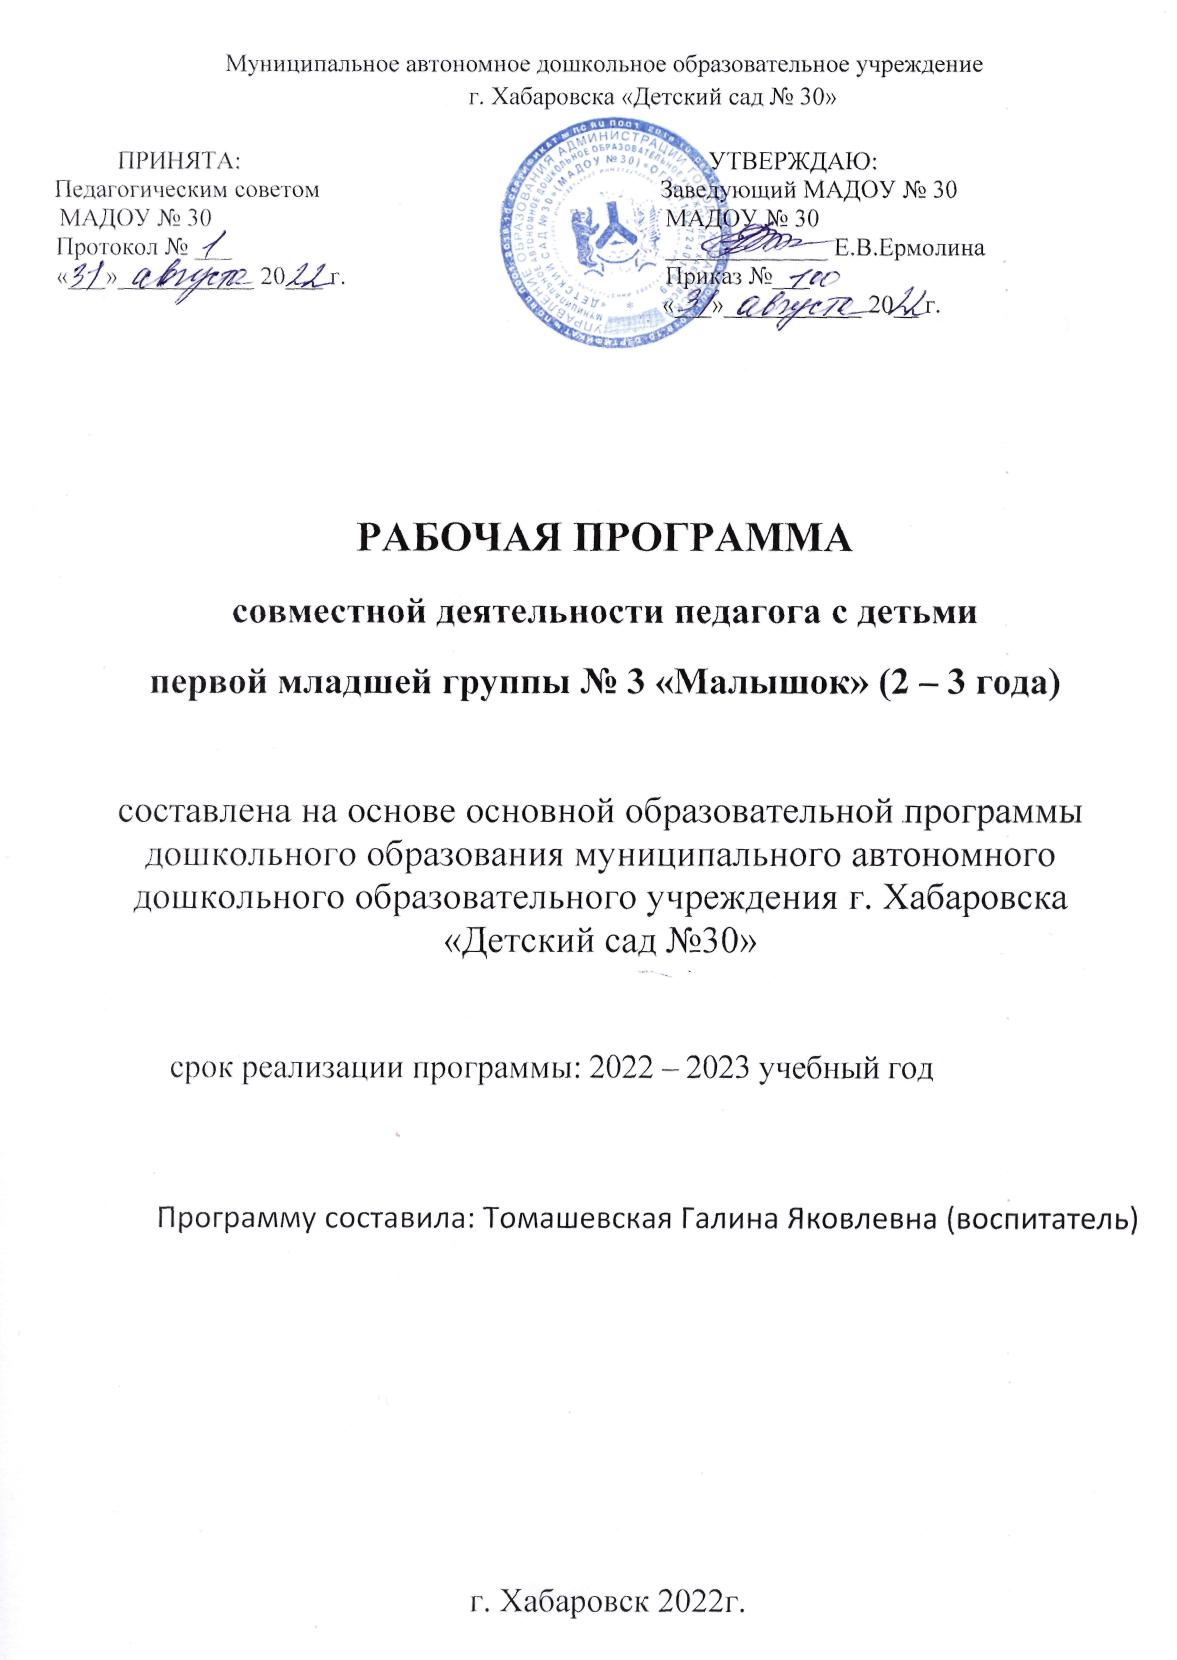 Муниципальное автономное дошкольное образовательное учреждение
г. Хабаровска «Детский сад № 30»
ПРИНЯТА:
Педагогическим советом
МАДОУ № 30
Протокол № 1
«31» августа 2022г.
УТВЕРЖДАЮ:
Заведующий МАДОУ № 30
МАДОУ № 30
Е.В.Ермолина
Приказ № 100
«31» августа 2022г.
РАБОЧАЯ ПРОГРАММА
совместной деятельности педагога с детьми
первой младшей группы № 3 «Малышок» (2 – 3 года)
составлена на основе основной образовательной программы
дошкольного образования муниципального автономного
дошкольного образовательного учреждения г. Хабаровска
«Детский сад №30»
срок реализации программы: 2022 – 2023 учебный год
Программу составила: Томашевская Галина Яковлевна (воспитатель)
г. Хабаровск 2022г.